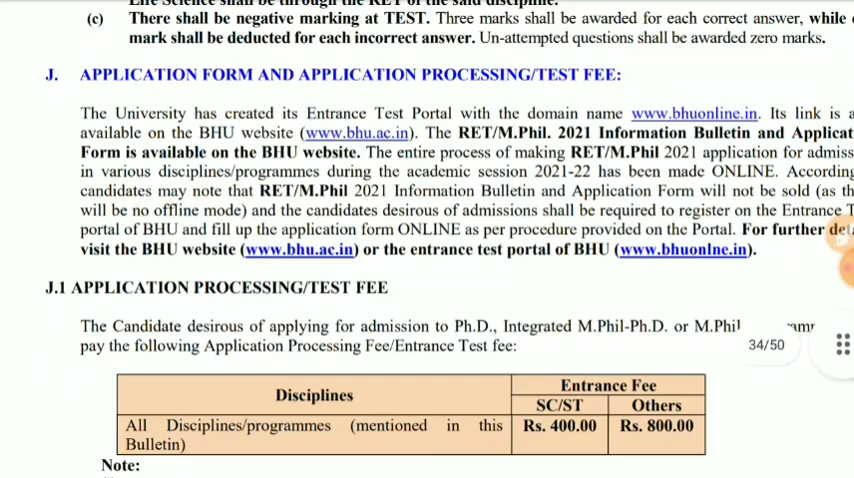 (c) There shall be negative marking at TEST. Three marks shall be awarded for each correct answer, while
mark shall be deducted for each incorrect answer. Un-attempted questions shall be awarded zero marks.
J. APPLICATION FORM AND APPLICATION PROCESSING/TEST FEE:
The University has created its Entrance Test Portal with the domain name www.bhuonline.in. Its link is
available on the BHU website (www.bhu.ac.in). The RET/M.Phil. 2021 Information Bulletin and Applicat
Form is available on the BHU website. The entire process of making RET/M.Phil 2021 application for admiss
in various disciplines/programmes during the academic session 2021-22 has been made ONLINE. According
candidates may note that RET/M.Phil 2021 Information Bulletin and Application Form will not be sold (as th
will be no offline mode) and the candidates desirous of admissions shall be required to register on the Entrance T
portal of BHU and fill up the application form ONLINE as per procedure provided on the Portal. For further det
visit the BHU website (www.bhu.ac.in) or the entrance test portal of BHU (www.bhuonlne.in).
J.1 APPLICATION PROCESSING/TEST FEE
The Candidate desirous of applying for admission to Ph.D., Integrated M.Phil-Ph.D. or M.Phil
pay the following Application Processing Fee/Entrance Test fee:
34/50
Disciplines
Entrance Fee
SC/ST Others
All Disciplines/programmes (mentioned in this Rs. 400.00 Rs. 800.00
Bulletin)
Note: